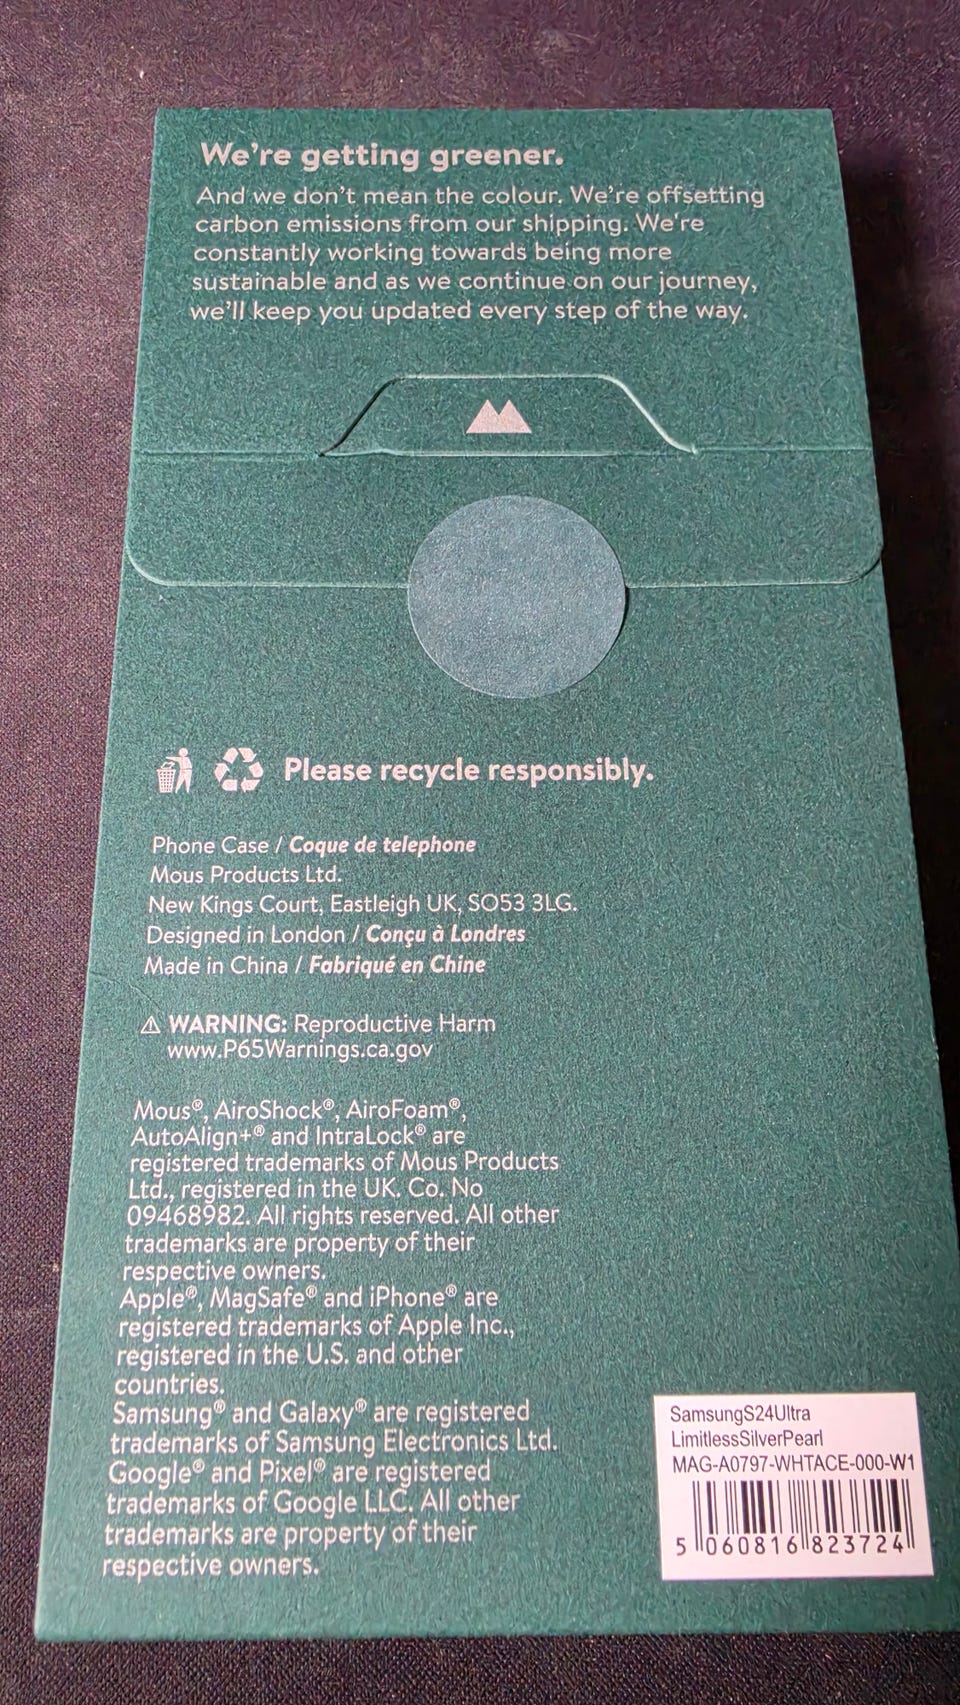 We're getting greener.
And we don't mean the colour. We're offsetting
carbon emissions from our shipping. We're
constantly working towards being more
sustainable and as we continue on our journey,
we'll keep you updated every step of the way.
Please recycle responsibly.
Phone Case / Coque de telephone
Mous Products Ltd.
New Kings Court, Eastleigh UK, SO53 3LG.
Designed in London / Conçu à Londres
Made in China / Fabriqué en Chine
⚠ WARNING: Reproductive Harm
www.P65Warnings.ca.gov
Mous®, AiroShock®, AiroFoam®,
AutoAlign+® and IntraLock® are
registered trademarks of Mous Products
Ltd., registered in the UK. Co. No
09468982. All rights reserved. All other
trademarks are property of their
respective owners.
Apple®, MagSafe® and iPhone® are
registered trademarks of Apple Inc.,
registered in the U.S. and other
countries.
Samsung® and Galaxy® are registered
trademarks of Samsung Electronics Ltd.
Google® and Pixel® are registered
trademarks of Google LLC. All other
trademarks are property of their
respective owners.
SamsungS24Ultra
LimitlessSilverPearl
MAG-A0797-WHTACE-000-W1
5 060816 823724